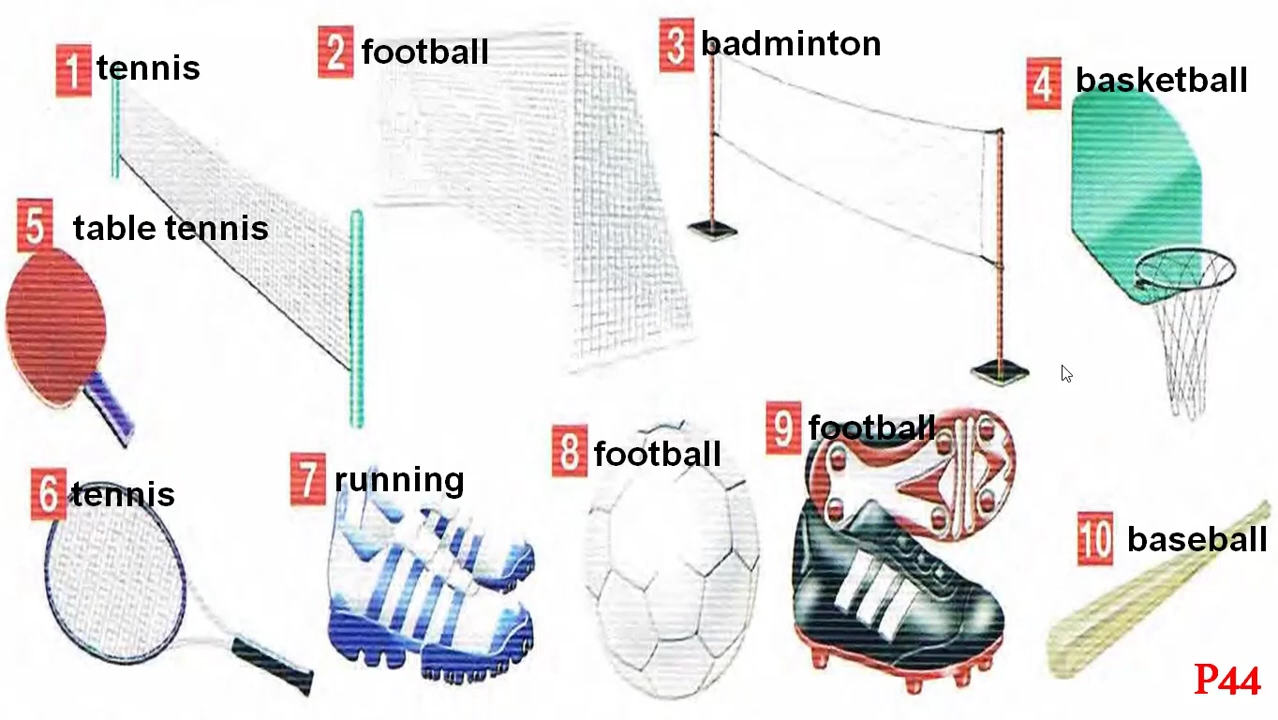 1 tennis
2 football
3 badminton
4 basketball
5 table tennis
6 tennis
7 running
8 football
9 football
10 baseball
P44